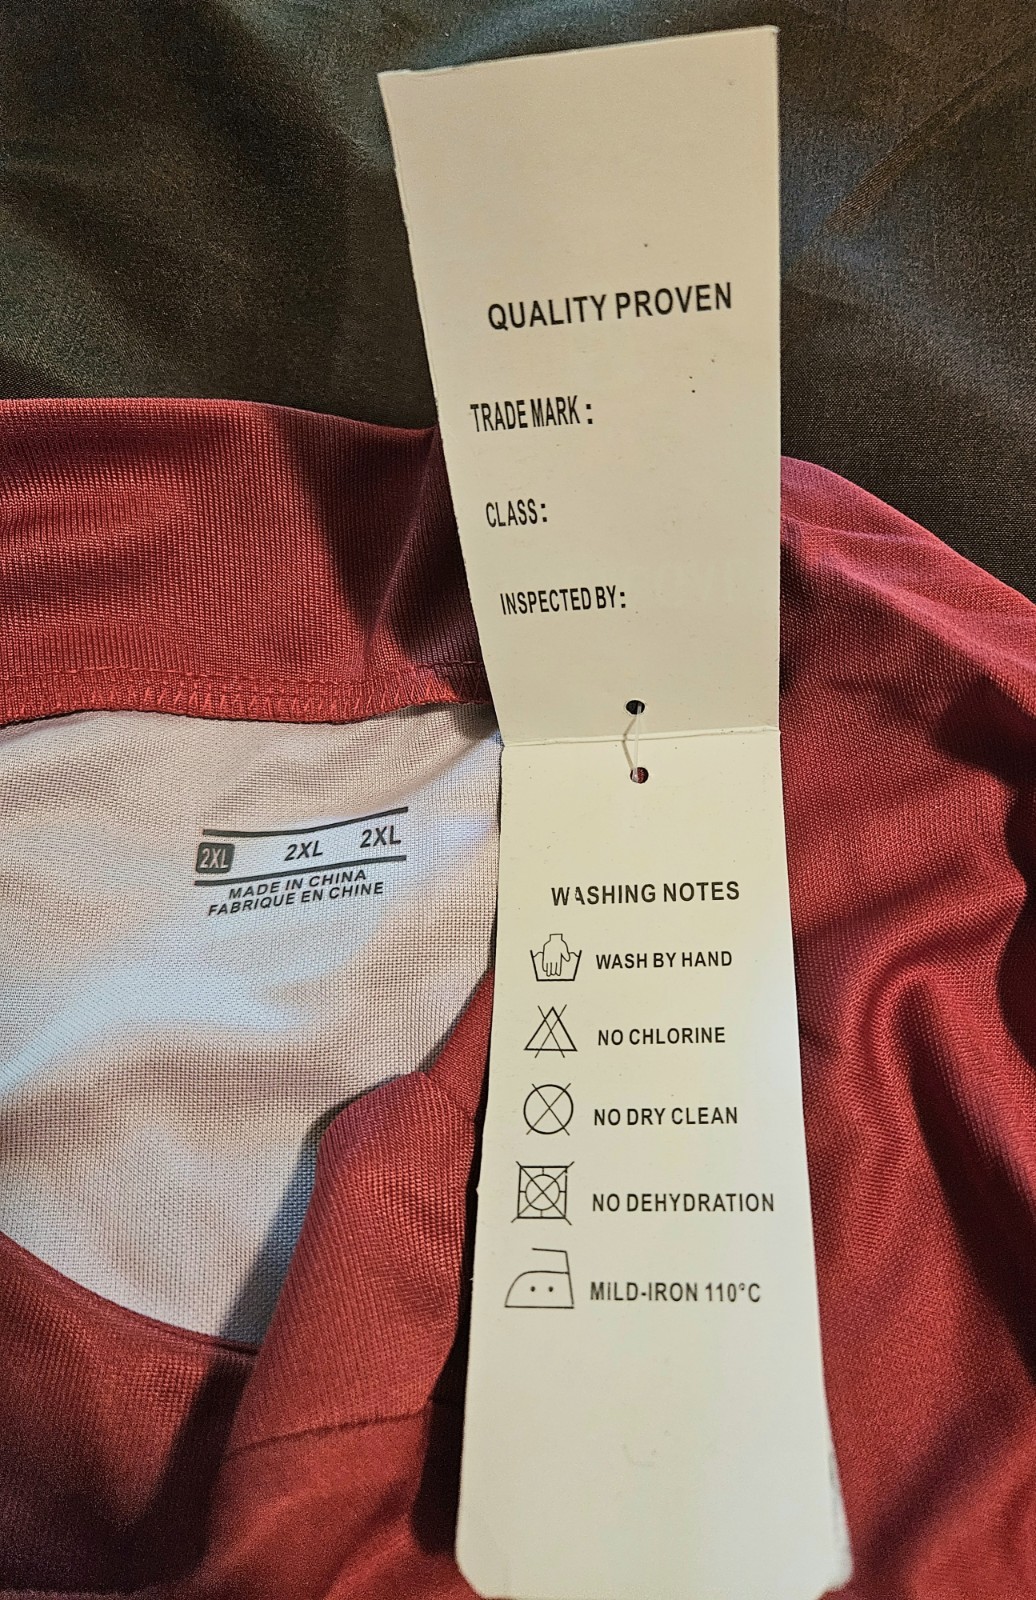 QUALITY PROVEN
TRADE MARK :
CLASS:
INSPECTED BY:
2XL 2XL 2XL
MADE IN CHINA
FABRIQUE EN CHINE
WASHING NOTES
WASH BY HAND
NO CHLORINE
NO DRY CLEAN
NO DEHYDRATION
MiLD-IRON 110°C